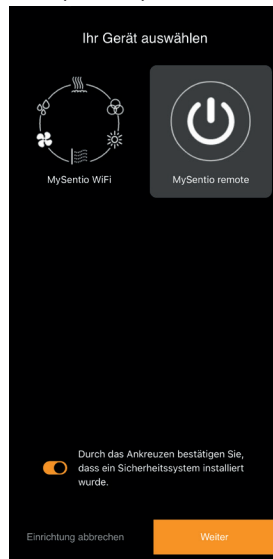 Ihr Gerät auswählen
MySentio WiFi
MySentio remote
Durch das Ankreuzen bestätigen Sie,
dass ein Sicherheitssystem installiert
wurde.
Einrichtung abbrechen
Weiter